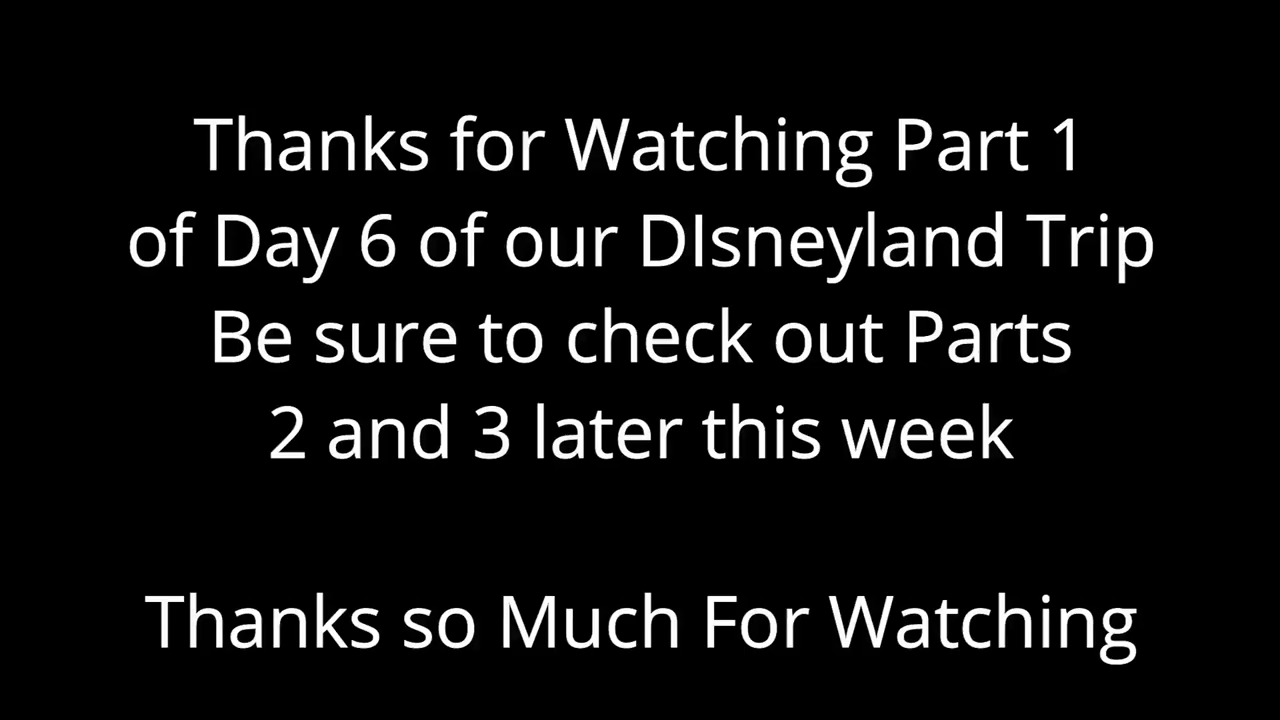 Thanks for Watching Part 1
of Day 6 of our DIsneyland Trip
Be sure to check out Parts
2 and 3 later this week
Thanks so Much For Watching